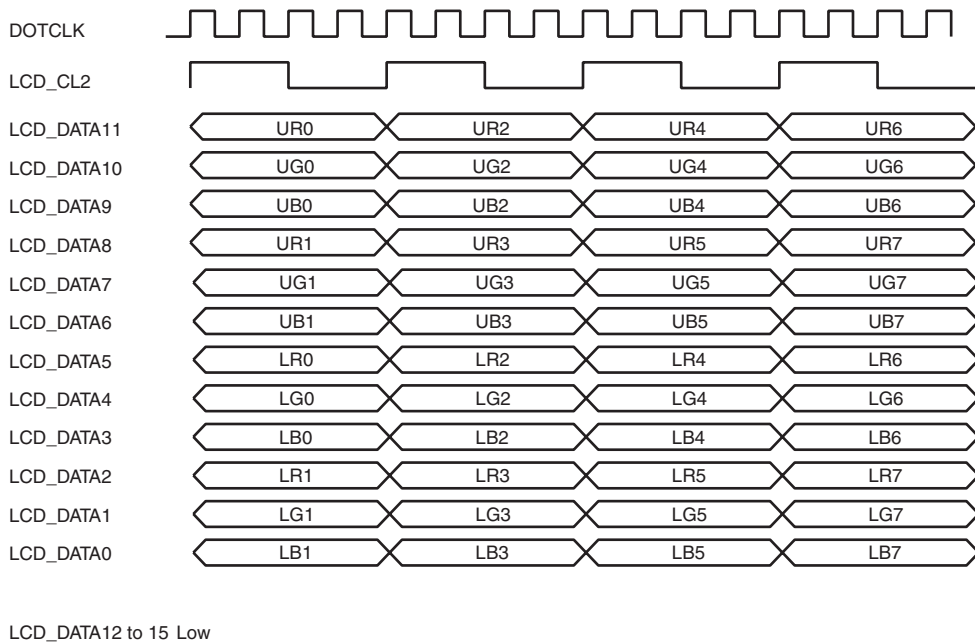 DOTCLK
LCD_CL2
LCD_DATA11 UR0 UR2 UR4 UR6
LCD_DATA10 UG0 UG2 UG4 UG6
LCD_DATA9 UB0 UB2 UB4 UB6
LCD_DATA8 UR1 UR3 UR5 UR7
LCD_DATA7 UG1 UG3 UG5 UG7
LCD_DATA6 UB1 UB3 UB5 UB7
LCD_DATA5 LR0 LR2 LR4 LR6
LCD_DATA4 LG0 LG2 LG4 LG6
LCD_DATA3 LB0 LB2 LB4 LB6
LCD_DATA2 LR1 LR3 LR5 LR7
LCD_DATA1 LG1 LG3 LG5 LG7
LCD_DATA0 LB1 LB3 LB5 LB7
LCD_DATA12 to 15 Low